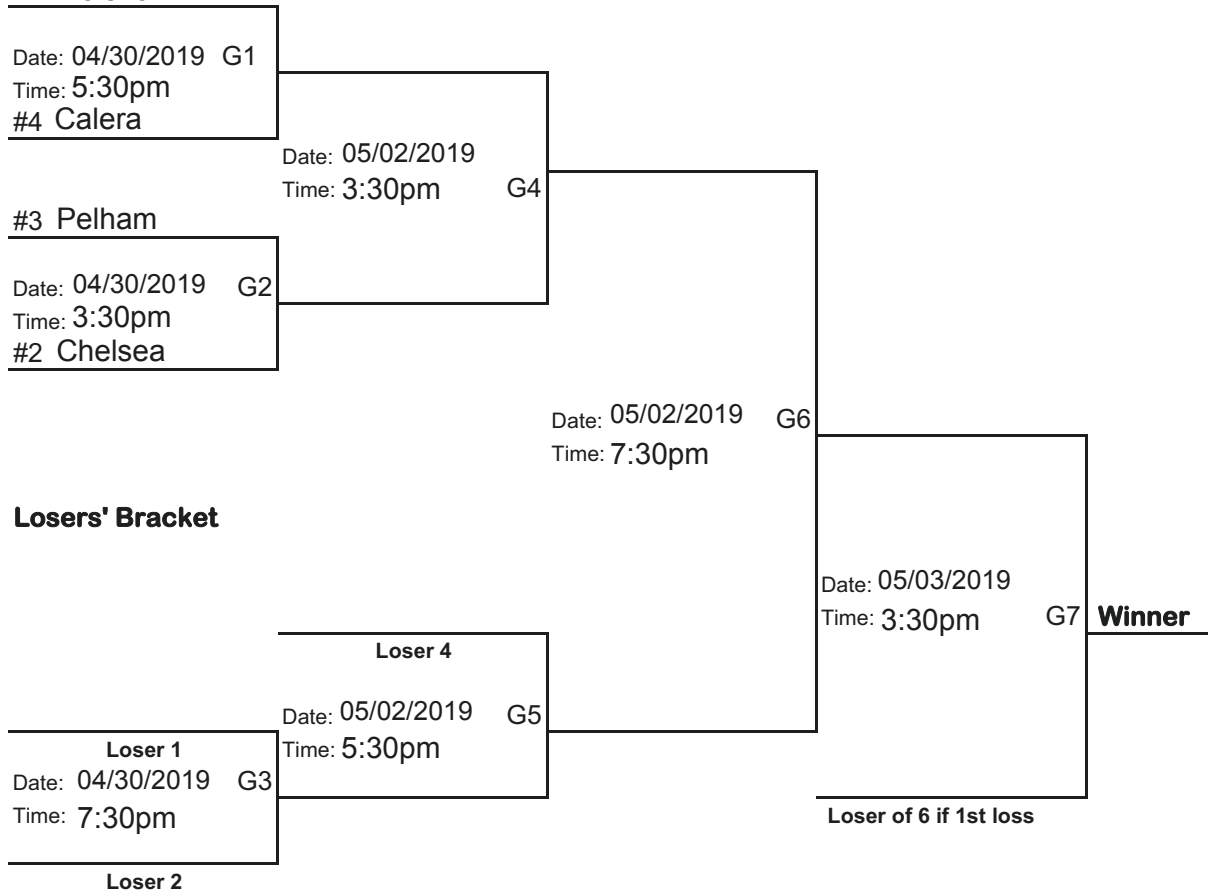 Date: 04/30/2019 G1
Time: 5:30pm
#4 Calera
Date: 05/02/2019
Time: 3:30pm G4
#3 Pelham
Date: 04/30/2019 G2
Time: 3:30pm
#2 Chelsea
Date: 05/02/2019 G6
Time: 7:30pm
Losers' Bracket
Date: 05/03/2019
Time: 3:30pm G7 Winner
Loser 4
Date: 05/02/2019 G5
Time: 5:30pm
Loser 1
Date: 04/30/2019 G3
Time: 7:30pm
Loser of 6 if 1st loss
Loser 2